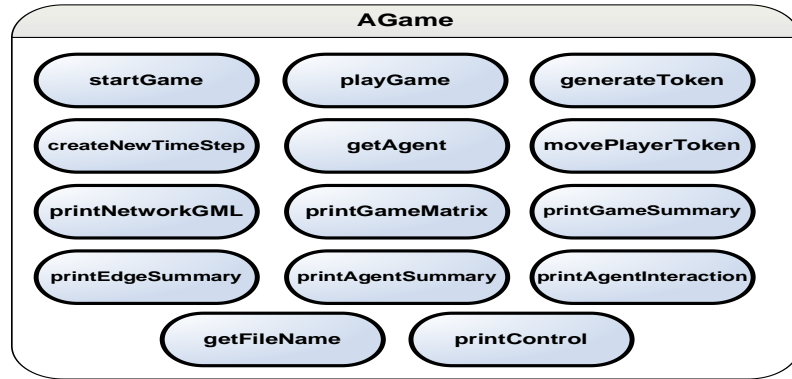 AGame
startGame
playGame
generateToken
createNewTimeStep
getAgent
movePlayerToken
printNetworkGML
printGameMatrix
printGameSummary
printEdgeSummary
printAgentSummary
printAgentInteraction
getFileName
printControl